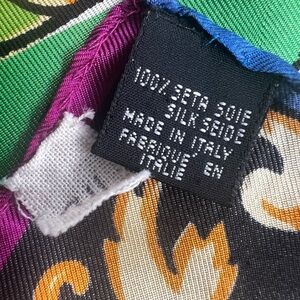 100% SETA SOIE
SILK SEIDE
MADE IN ITALY
FABRIQUE EN
ITALIE